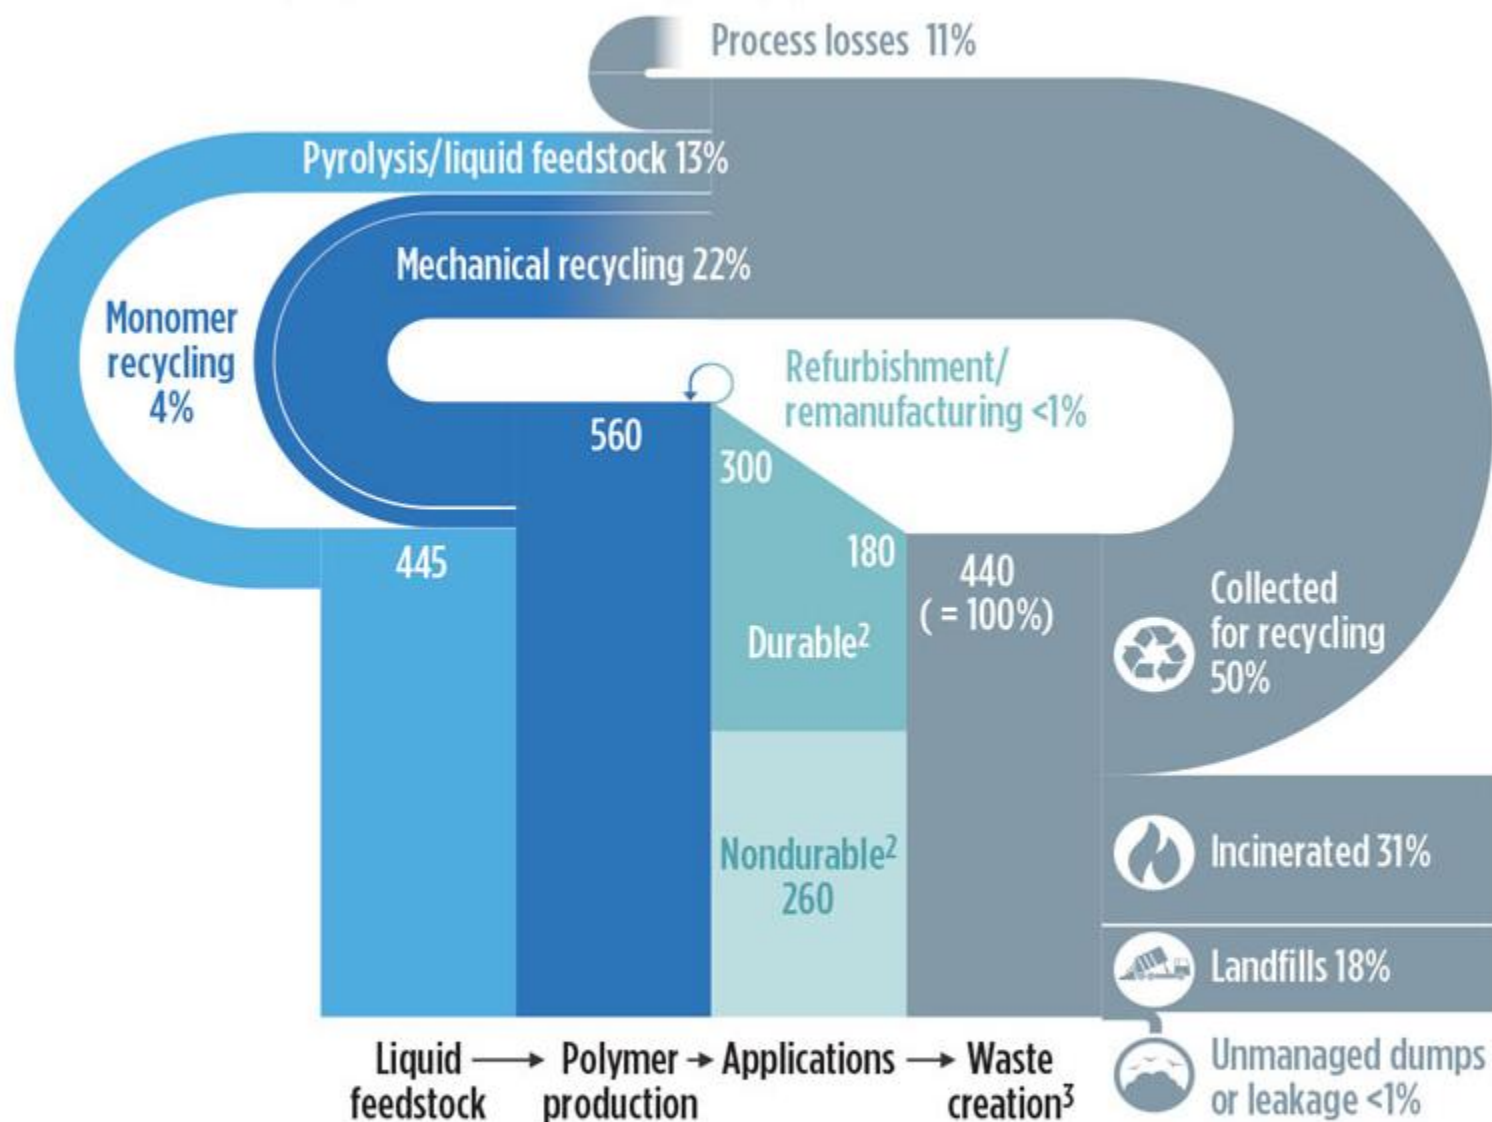 Process losses 11%
Pyrolysis/liquid feedstock 13%
Mechanical recycling 22%
Monomer
recycling
4%
Refurbishment/
remanufacturing <1%
560
300
180
445
440
( = 100%)
Durable²
Collected
for recycling
50%
Nondurable²
260
Incinerated 31%
Landfills 18%
Unmanaged dumps
or leakage <1%
Liquid
feedstock
Polymer
production
Applications
Waste
creation³